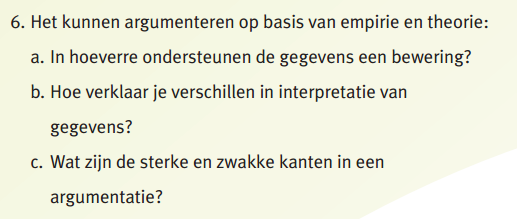 6. Het kunnen argumenteren op basis van empirie en theorie:
a. In hoeverre ondersteunen de gegevens een bewering?
b. Hoe verklaar je verschillen in interpretatie van
gegevens?
c. Wat zijn de sterke en zwakke kanten in een
argumentatie?